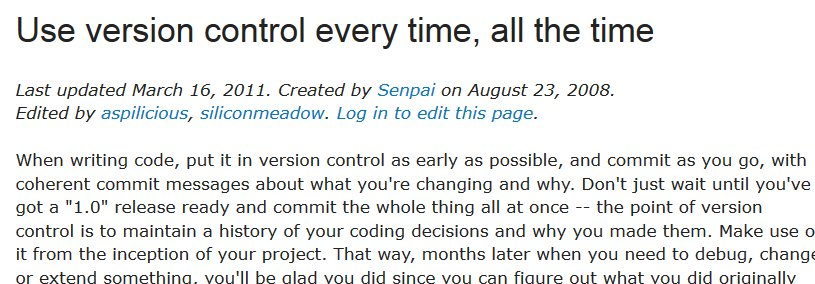 Use version control every time, all the time
Last updated March 16, 2011. Created by Senpai on August 23, 2008.
Edited by aspilicious, siliconmeadow. Log in to edit this page.
When writing code, put it in version control as early as possible, and commit as you go, with
coherent commit messages about what you're changing and why. Don't just wait until you've
got a "1.0" release ready and commit the whole thing all at once -- the point of version
control is to maintain a history of your coding decisions and why you made them. Make use o
it from the inception of your project. That way, months later when you need to debug, change
or extend something, you'll be glad you did since you can figure out what you did originally